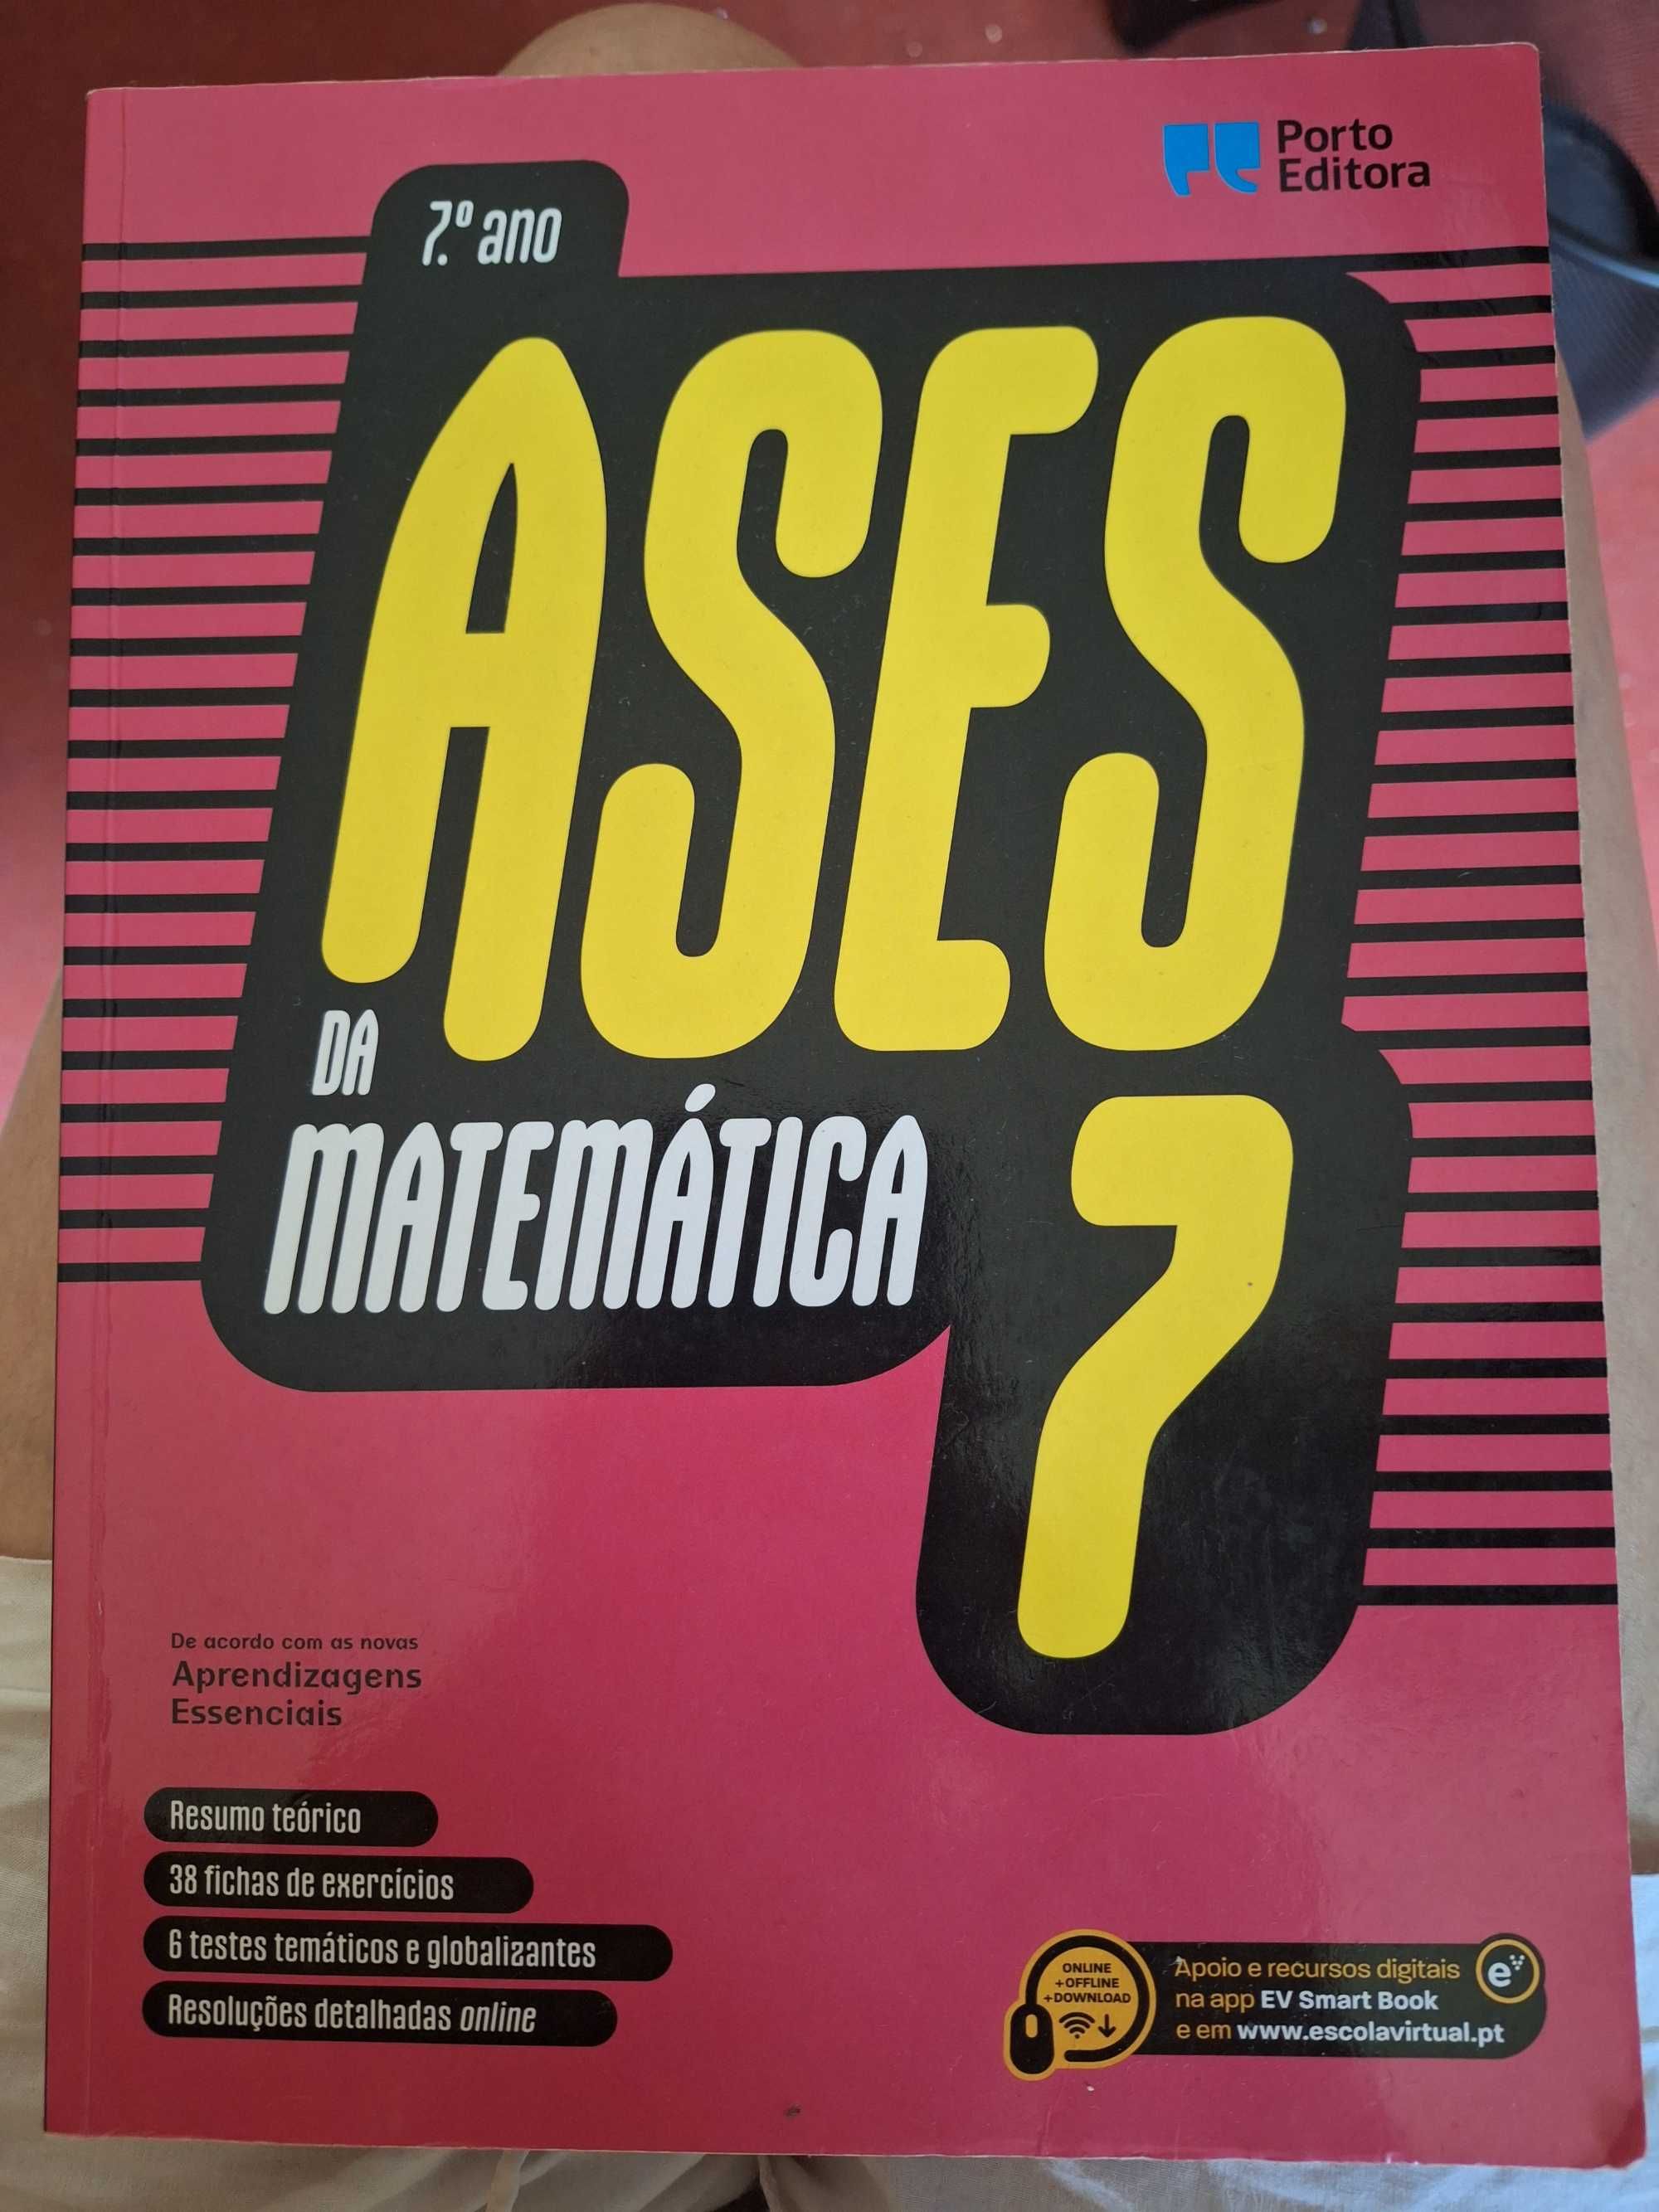 Porto
Editora
7.º ano
ASES
DA
MATEMÁTICA
7
De acordo com as novas
Aprendizagens
Essenciais
Resumo teórico
38 fichas de exercícios
6 testes temáticos e globalizantes
Resoluções detalhadas online
ONLINE
+OFFLINE
+DOWNLOAD
Apoio e recursos digitais
na app EV Smart Book
e em www.escolavirtual.pt
e